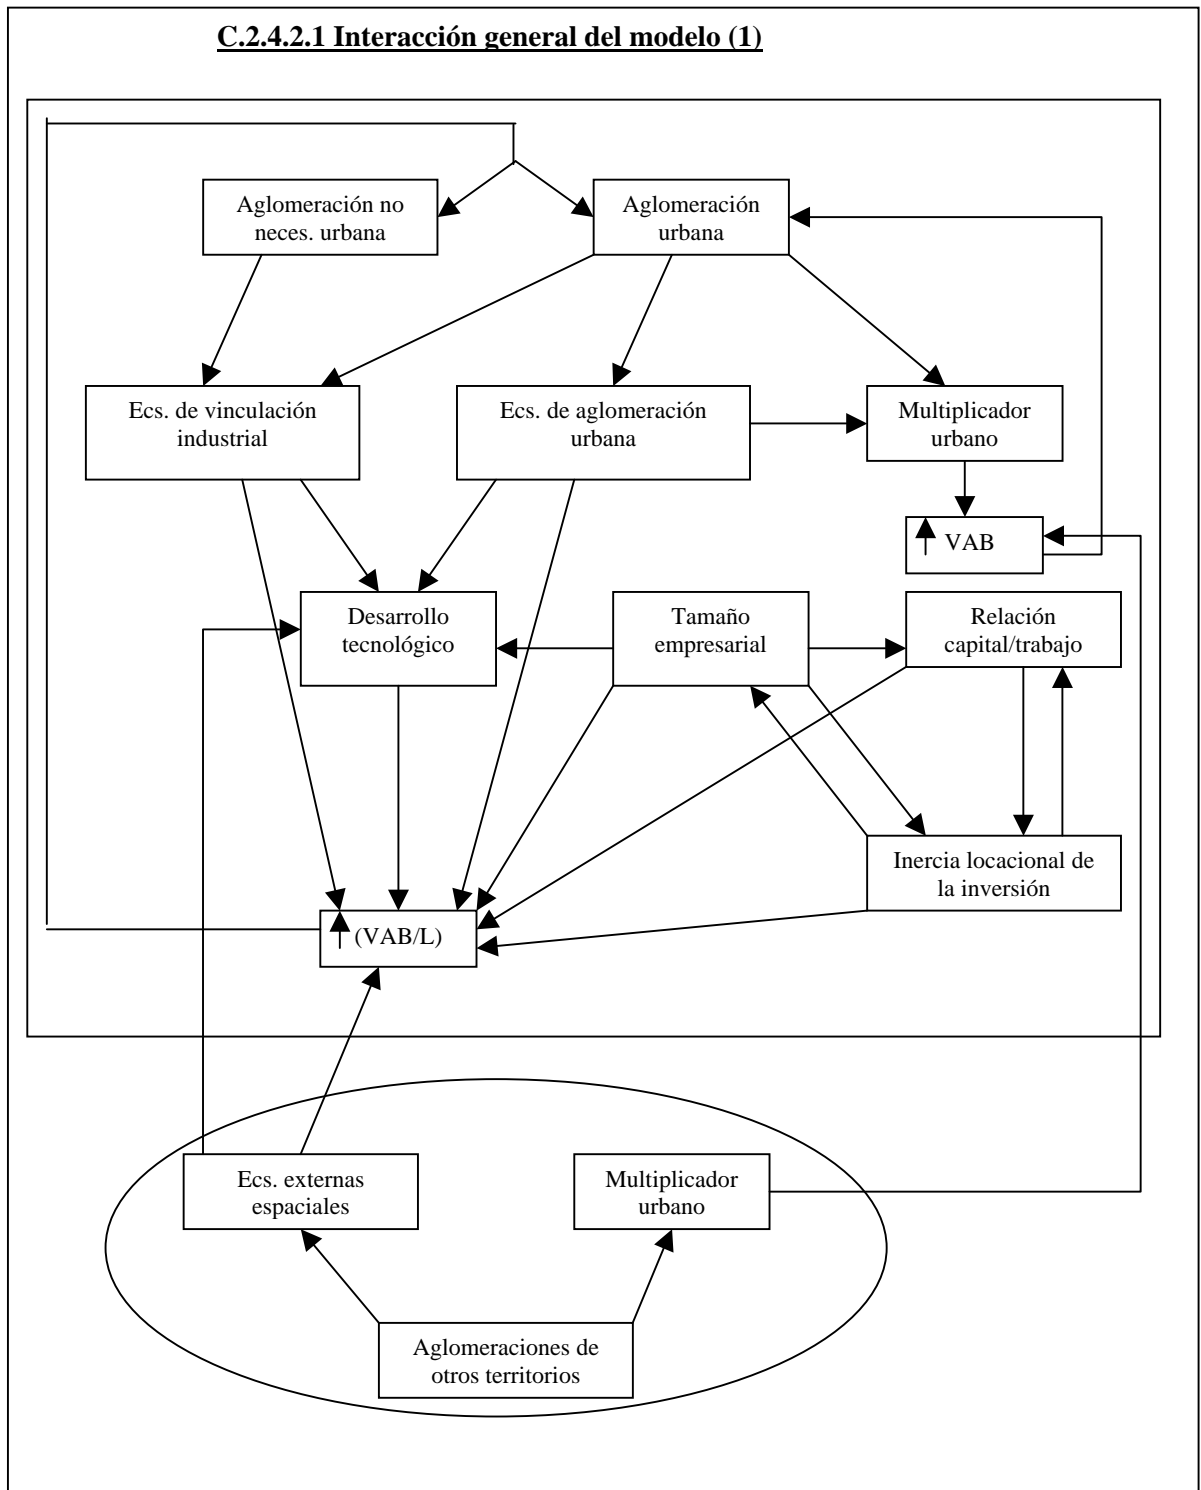 C.2.4.2.1 Interacción general del modelo (1)
Aglomeración no
neces. urbana
Aglomeración
urbana
Ecs. de vinculación
industrial
Ecs. de aglomeración
urbana
Multiplicador
urbano
VAB
Desarrollo
tecnológico
Tamaño
empresarial
Relación
capital/trabajo
Inercia locacional de
la inversión
(VAB/L)
Ecs. externas
espaciales
Multiplicador
urbano
Aglomeraciones de
otros territorios